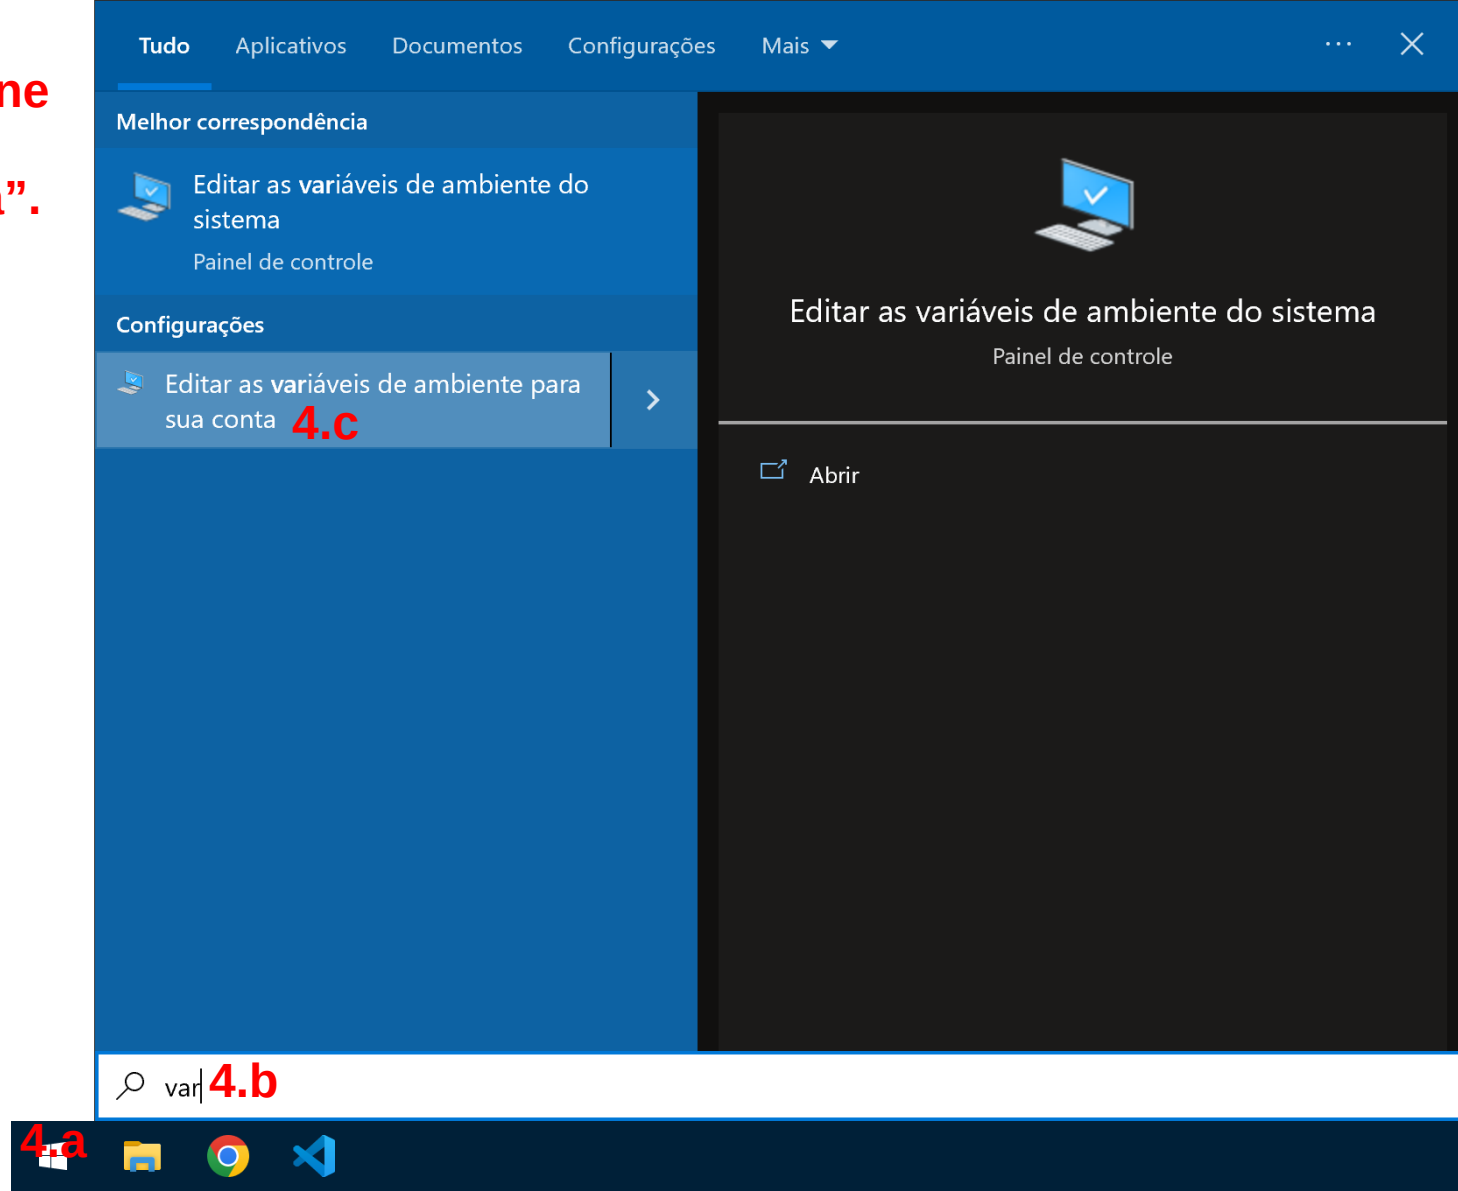 Tudo Aplicativos Documentos Configurações Mais
ne
”.
Melhor correspondência
Editar as variáveis de ambiente do
sistema
Painel de controle
Configurações
Editar as variáveis de ambiente para
sua conta 4.c
Editar as variáveis de ambiente do sistema
Painel de controle
Abrir
var 4.b
4.a